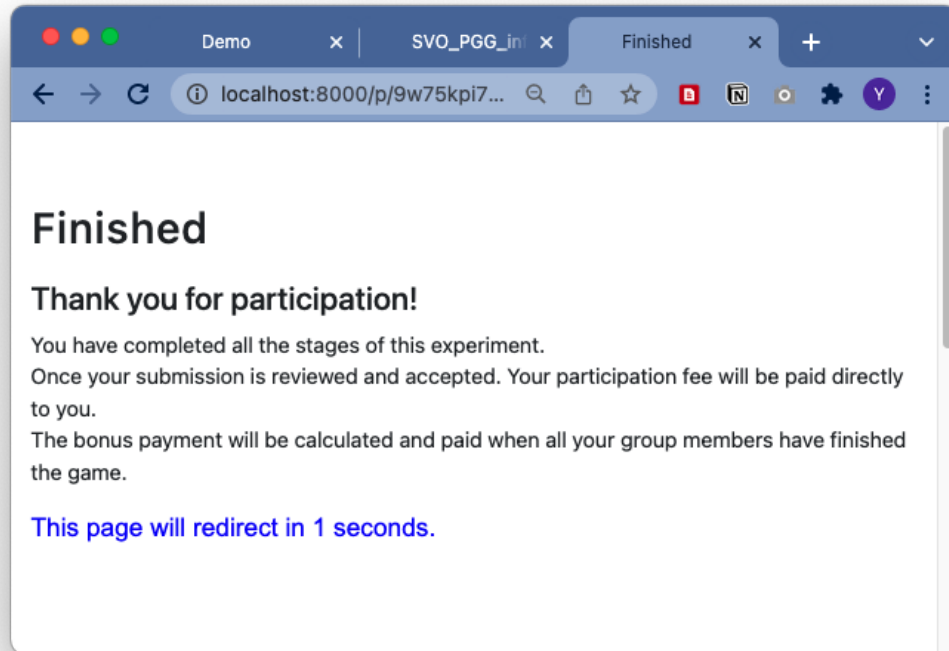 Demo
SVO_PGG_in
Finished
localhost:8000/p/9w75kpi7...
Y
Finished
Thank you for participation!
You have completed all the stages of this experiment.
Once your submission is reviewed and accepted. Your participation fee will be paid directly
to you.
The bonus payment will be calculated and paid when all your group members have finished
the game.
This page will redirect in 1 seconds.